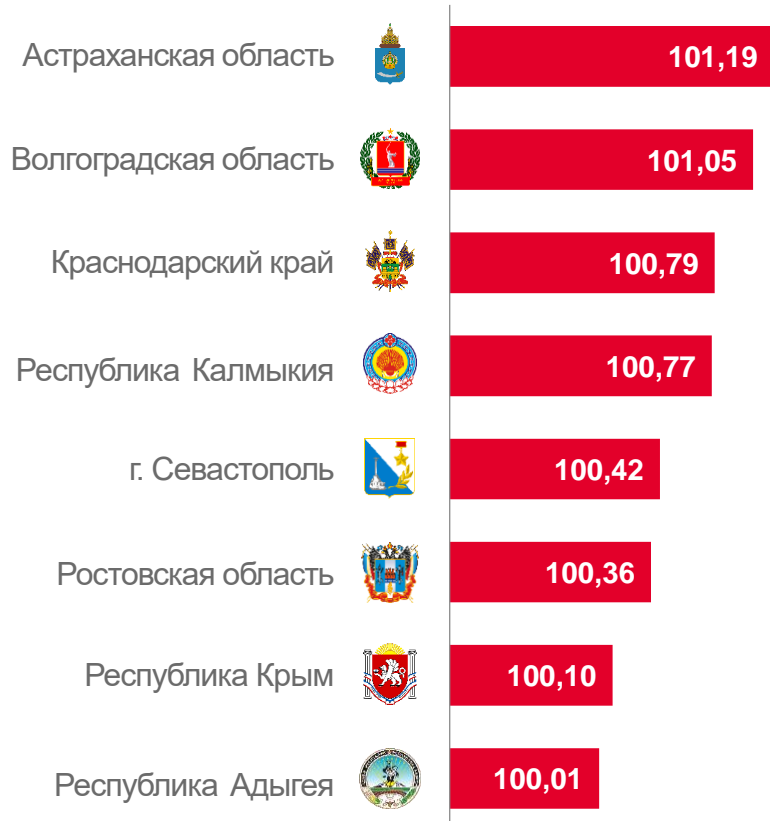 Астраханская область 101,19
Волгоградская область 101,05
Краснодарский край 100,79
Республика Калмыкия 100,77
г. Севастополь 100,42
Ростовская область 100,36
Республика Крым 100,10
Республика Адыгея 100,01